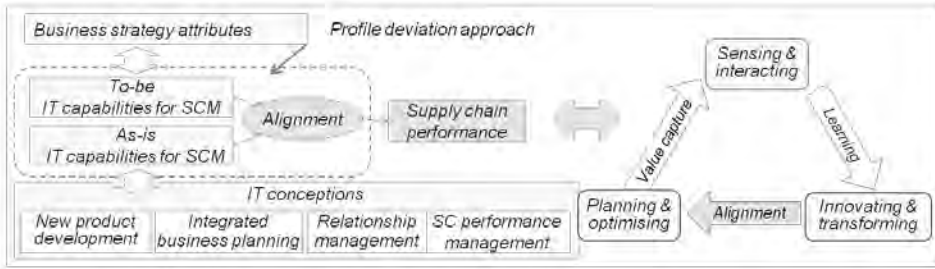 Business strategy attributes
Profile deviation approach
To-be
IT capabilities for SCM
As-is
IT capabilities for SCM
Alignment
Supply chain
performance
IT conceptions
New product
development
Integrated
business planning
Relationship
management
SC performance
management
Sensing &
interacting
Learning
Innovating &
transforming
Alignment
Planning &
optimising
Value capture